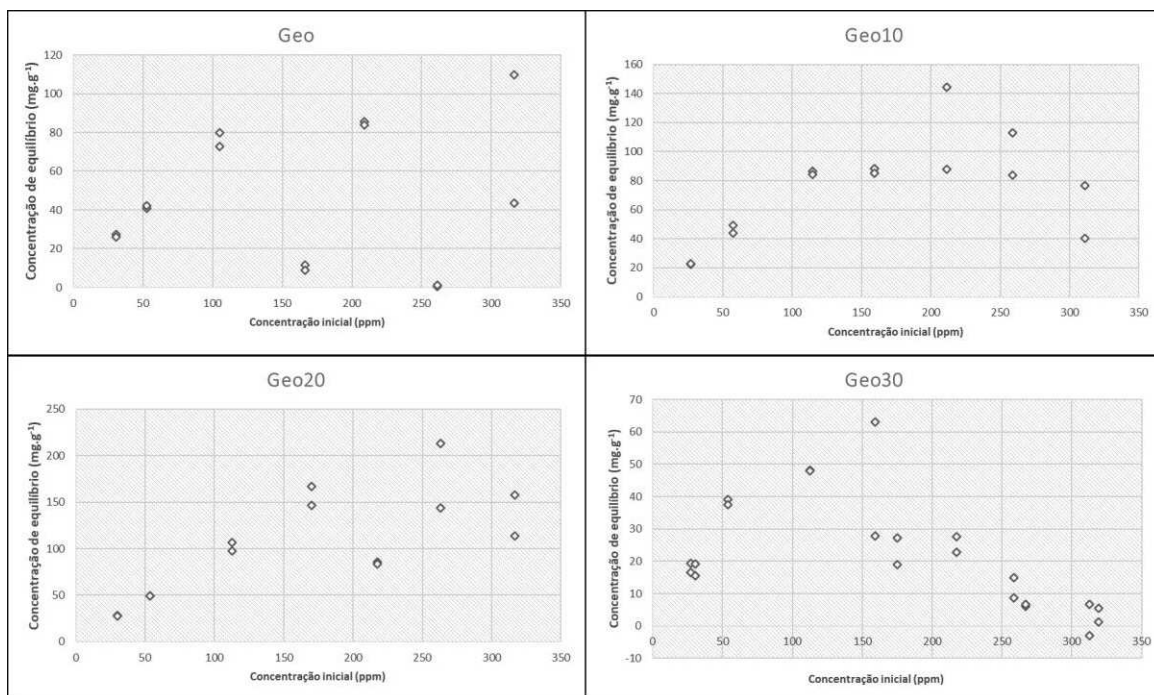 Geo
Concentração de equilíbrio (mg.g⁻¹)
120
100
80
60
40
20
0
0 50 100 150 200 250 300 350
Concentração inicial (ppm)
Geo10
Concentração de equilíbrio (mg.g⁻¹)
160
140
120
100
80
60
40
20
0
0 50 100 150 200 250 300 350
Concentração inicial (ppm)
Geo20
Concentração de equilíbrio (mg.g⁻¹)
250
200
150
100
50
0
0 50 100 150 200 250 300 350
Concentração inicial (ppm)
Geo30
Concentração de equilíbrio (mg.g⁻¹)
70
60
50
40
30
20
10
0
-10
0 50 100 150 200 250 300 350
Concentração inicial (ppm)